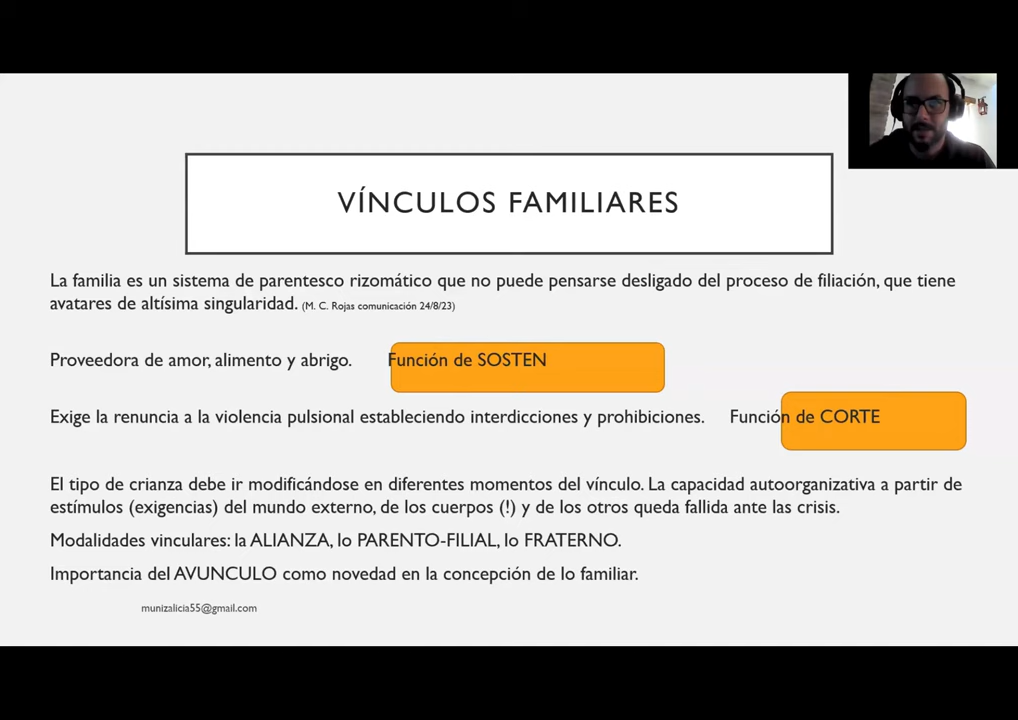 VÍNCULOS FAMILIARES
La familia es un sistema de parentesco rizomático que no puede pensarse desligado del proceso de filiación, que tiene
avatares de altísima singularidad. (M. C. Rojas comunicación 24/8/23)
Proveedora de amor, alimento y abrigo. Función de SOSTEN
Exige la renuncia a la violencia pulsional estableciendo interdicciones y prohibiciones. Función de CORTE
El tipo de crianza debe ir modificándose en diferentes momentos del vínculo. La capacidad autoorganizativa a partir de
estímulos (exigencias) del mundo externo, de los cuerpos (!) y de los otros queda fallida ante las crisis.
Modalidades vinculares: la ALIANZA, lo PARENTO-FILIAL, lo FRATERNO.
Importancia del AVUNCULO como novedad en la concepción de lo familiar.
munizalicia55@gmail.com